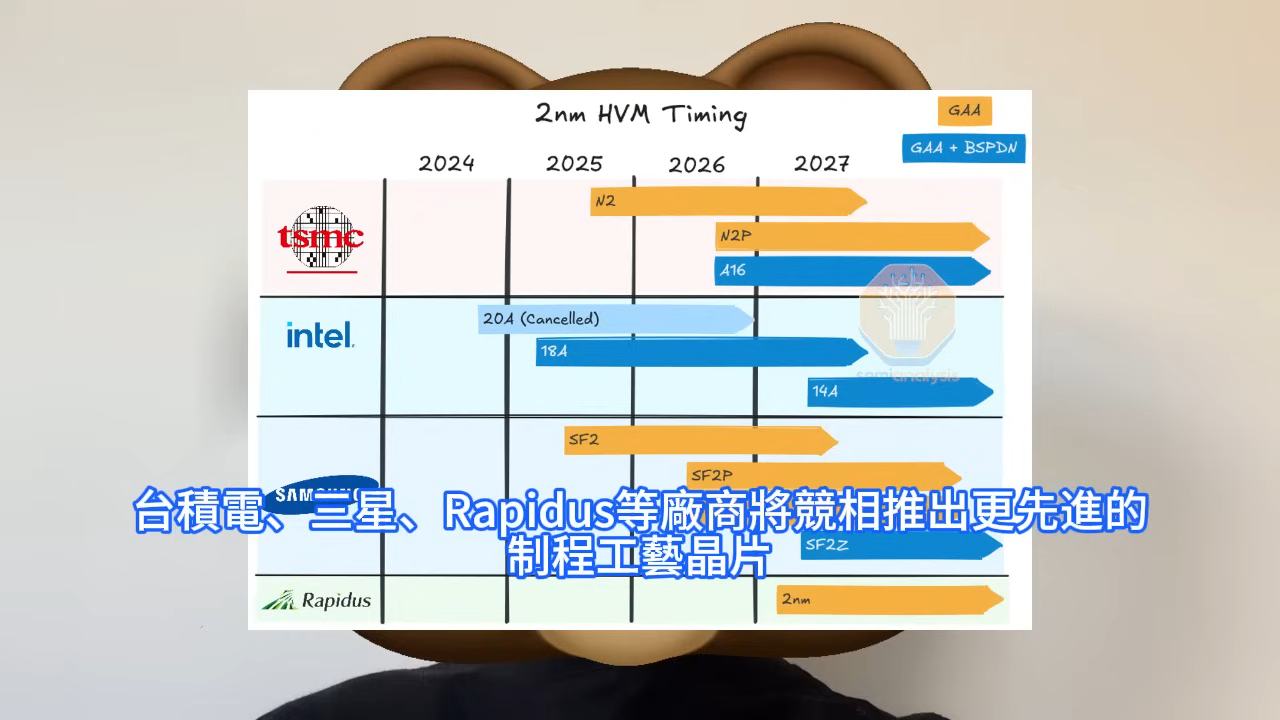 2nm HVM Timing
GAA
GAA + BSPDN
2024 2025 2026 2027
tsmc
N2
N2P
A16
semianalysis
intel.
20A (Cancelled)
18A
14A
SF2
SF2P
SAMSUNG
台積電、三星、Rapidus等廠商將競相推出更先進的
制程工藝晶片
SF2Z
Rapidus
2nm